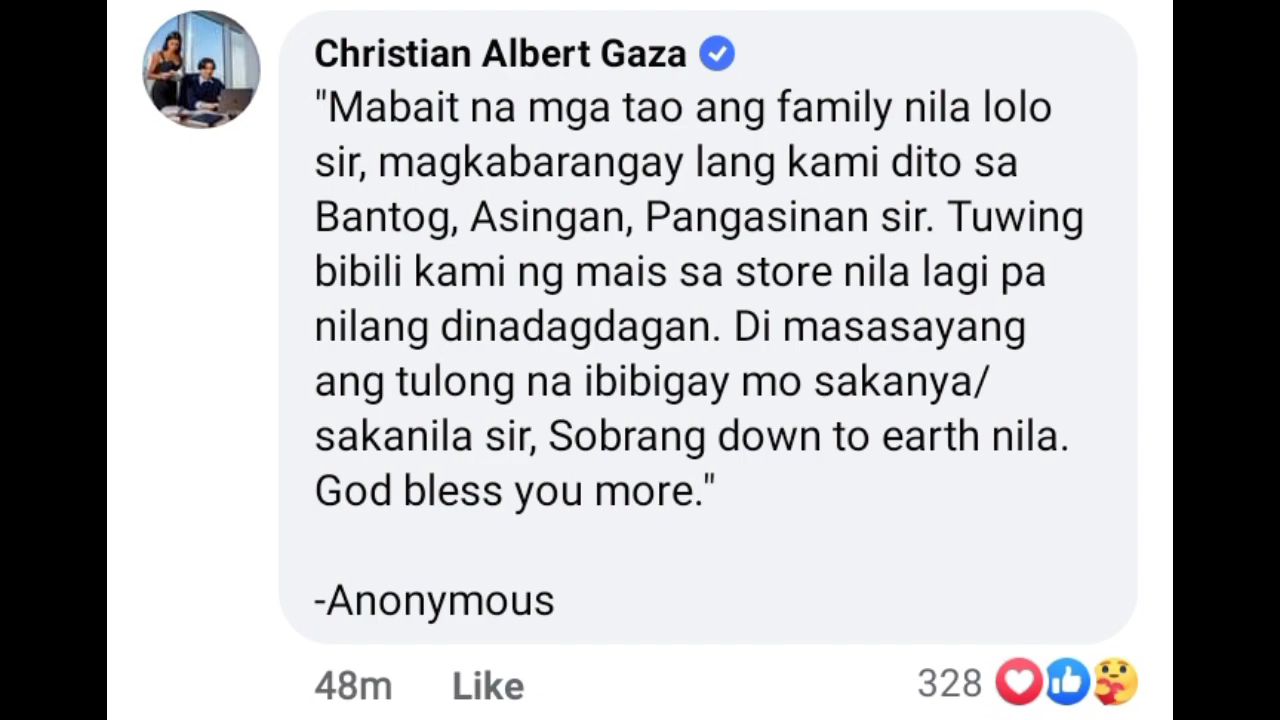 Christian Albert Gaza
"Mabait na mga tao ang family nila lolo
sir, magkabarangay lang kami dito sa
Bantog, Asingan, Pangasinan sir. Tuwing
bibili kami ng mais sa store nila lagi pa
nilang dinadagdagan. Di masasayang
ang tulong na ibibigay mo sakanya/
sakanila sir, Sobrang down to earth nila.
God bless you more."
-Anonymous
48m Like 328